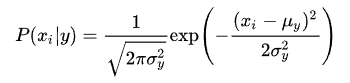 P(x_i|y) = \frac{1}{\sqrt{2\pi\sigma_y^2}} \exp\left(-\frac{(x_i - \mu_y)^2}{2\sigma_y^2}\right)